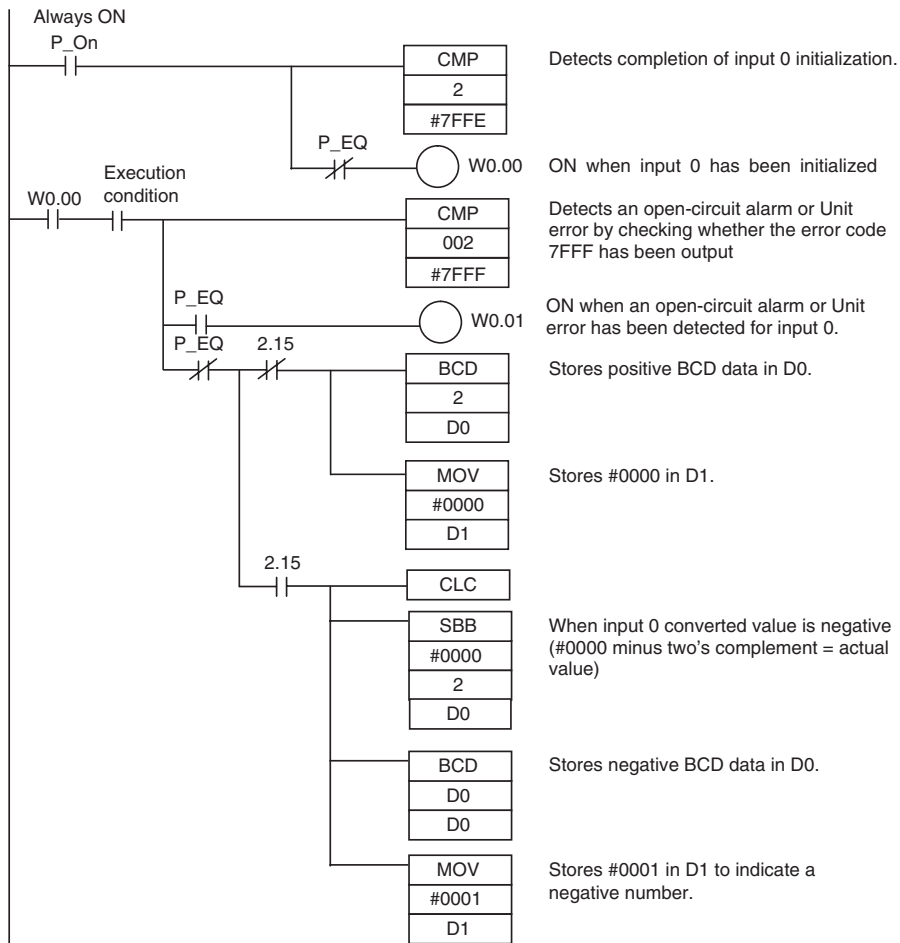 Always ON
P_On
CMP
2
#7FFE
Detects completion of input 0 initialization.
P_EQ
W0.00
ON when input 0 has been initialized
W0.00
Execution
condition
CMP
002
#7FFF
Detects an open-circuit alarm or Unit
error by checking whether the error code
7FFF has been output
P_EQ
W0.01
ON when an open-circuit alarm or Unit
error has been detected for input 0.
P_EQ
2.15
BCD
2
D0
Stores positive BCD data in D0.
MOV
#0000
D1
Stores #0000 in D1.
2.15
CLC
SBB
#0000
2
D0
When input 0 converted value is negative
(#0000 minus two's complement = actual
value)
BCD
D0
D0
Stores negative BCD data in D0.
MOV
#0001
D1
Stores #0001 in D1 to indicate a
negative number.